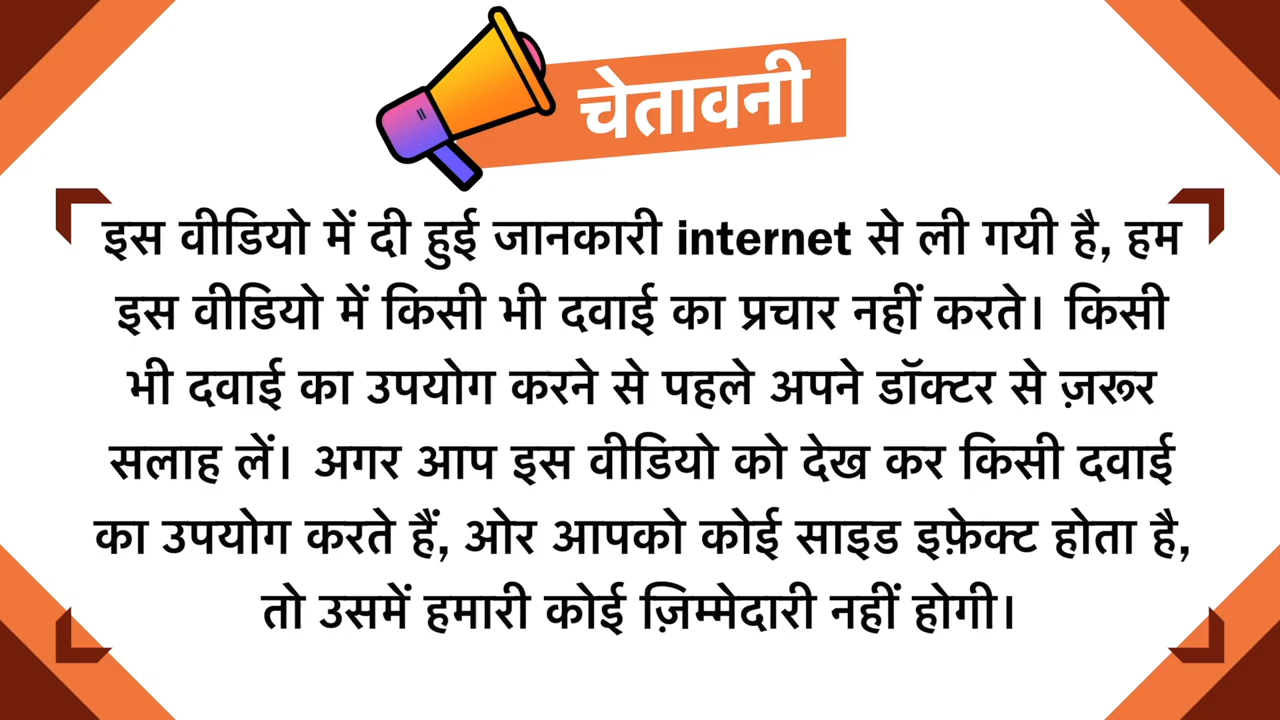 चेतावनी
इस वीडियो में दी हुई जानकारी internet से ली गयी है, हम
इस वीडियो में किसी भी दवाई का प्रचार नहीं करते। किसी
भी दवाई का उपयोग करने से पहले अपने डॉक्टर से ज़रूर
सलाह लें। अगर आप इस वीडियो को देख कर किसी दवाई
का उपयोग करते हैं, ओर आपको कोई साइड इफ़ेक्ट होता है,
तो उसमें हमारी कोई ज़िम्मेदारी नहीं होगी।